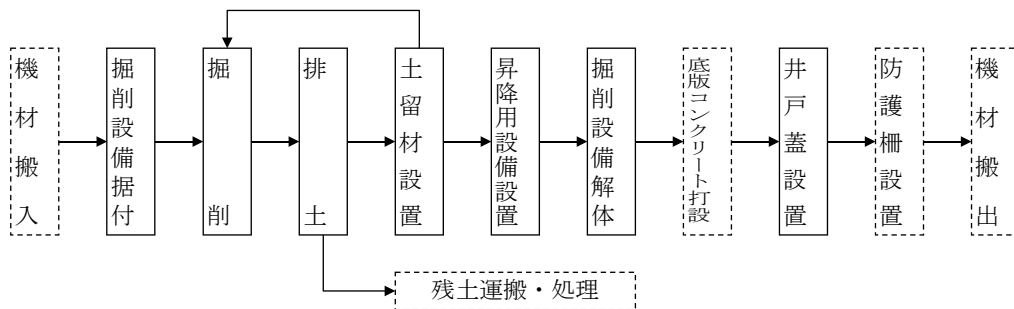 機材搬入
掘削設備据付
掘削
排土
土留材設置
昇降用設備設置
掘削設備解体
底版コンクリート打設
井戸蓋設置
防護柵設置
機材搬出
残土運搬・処理